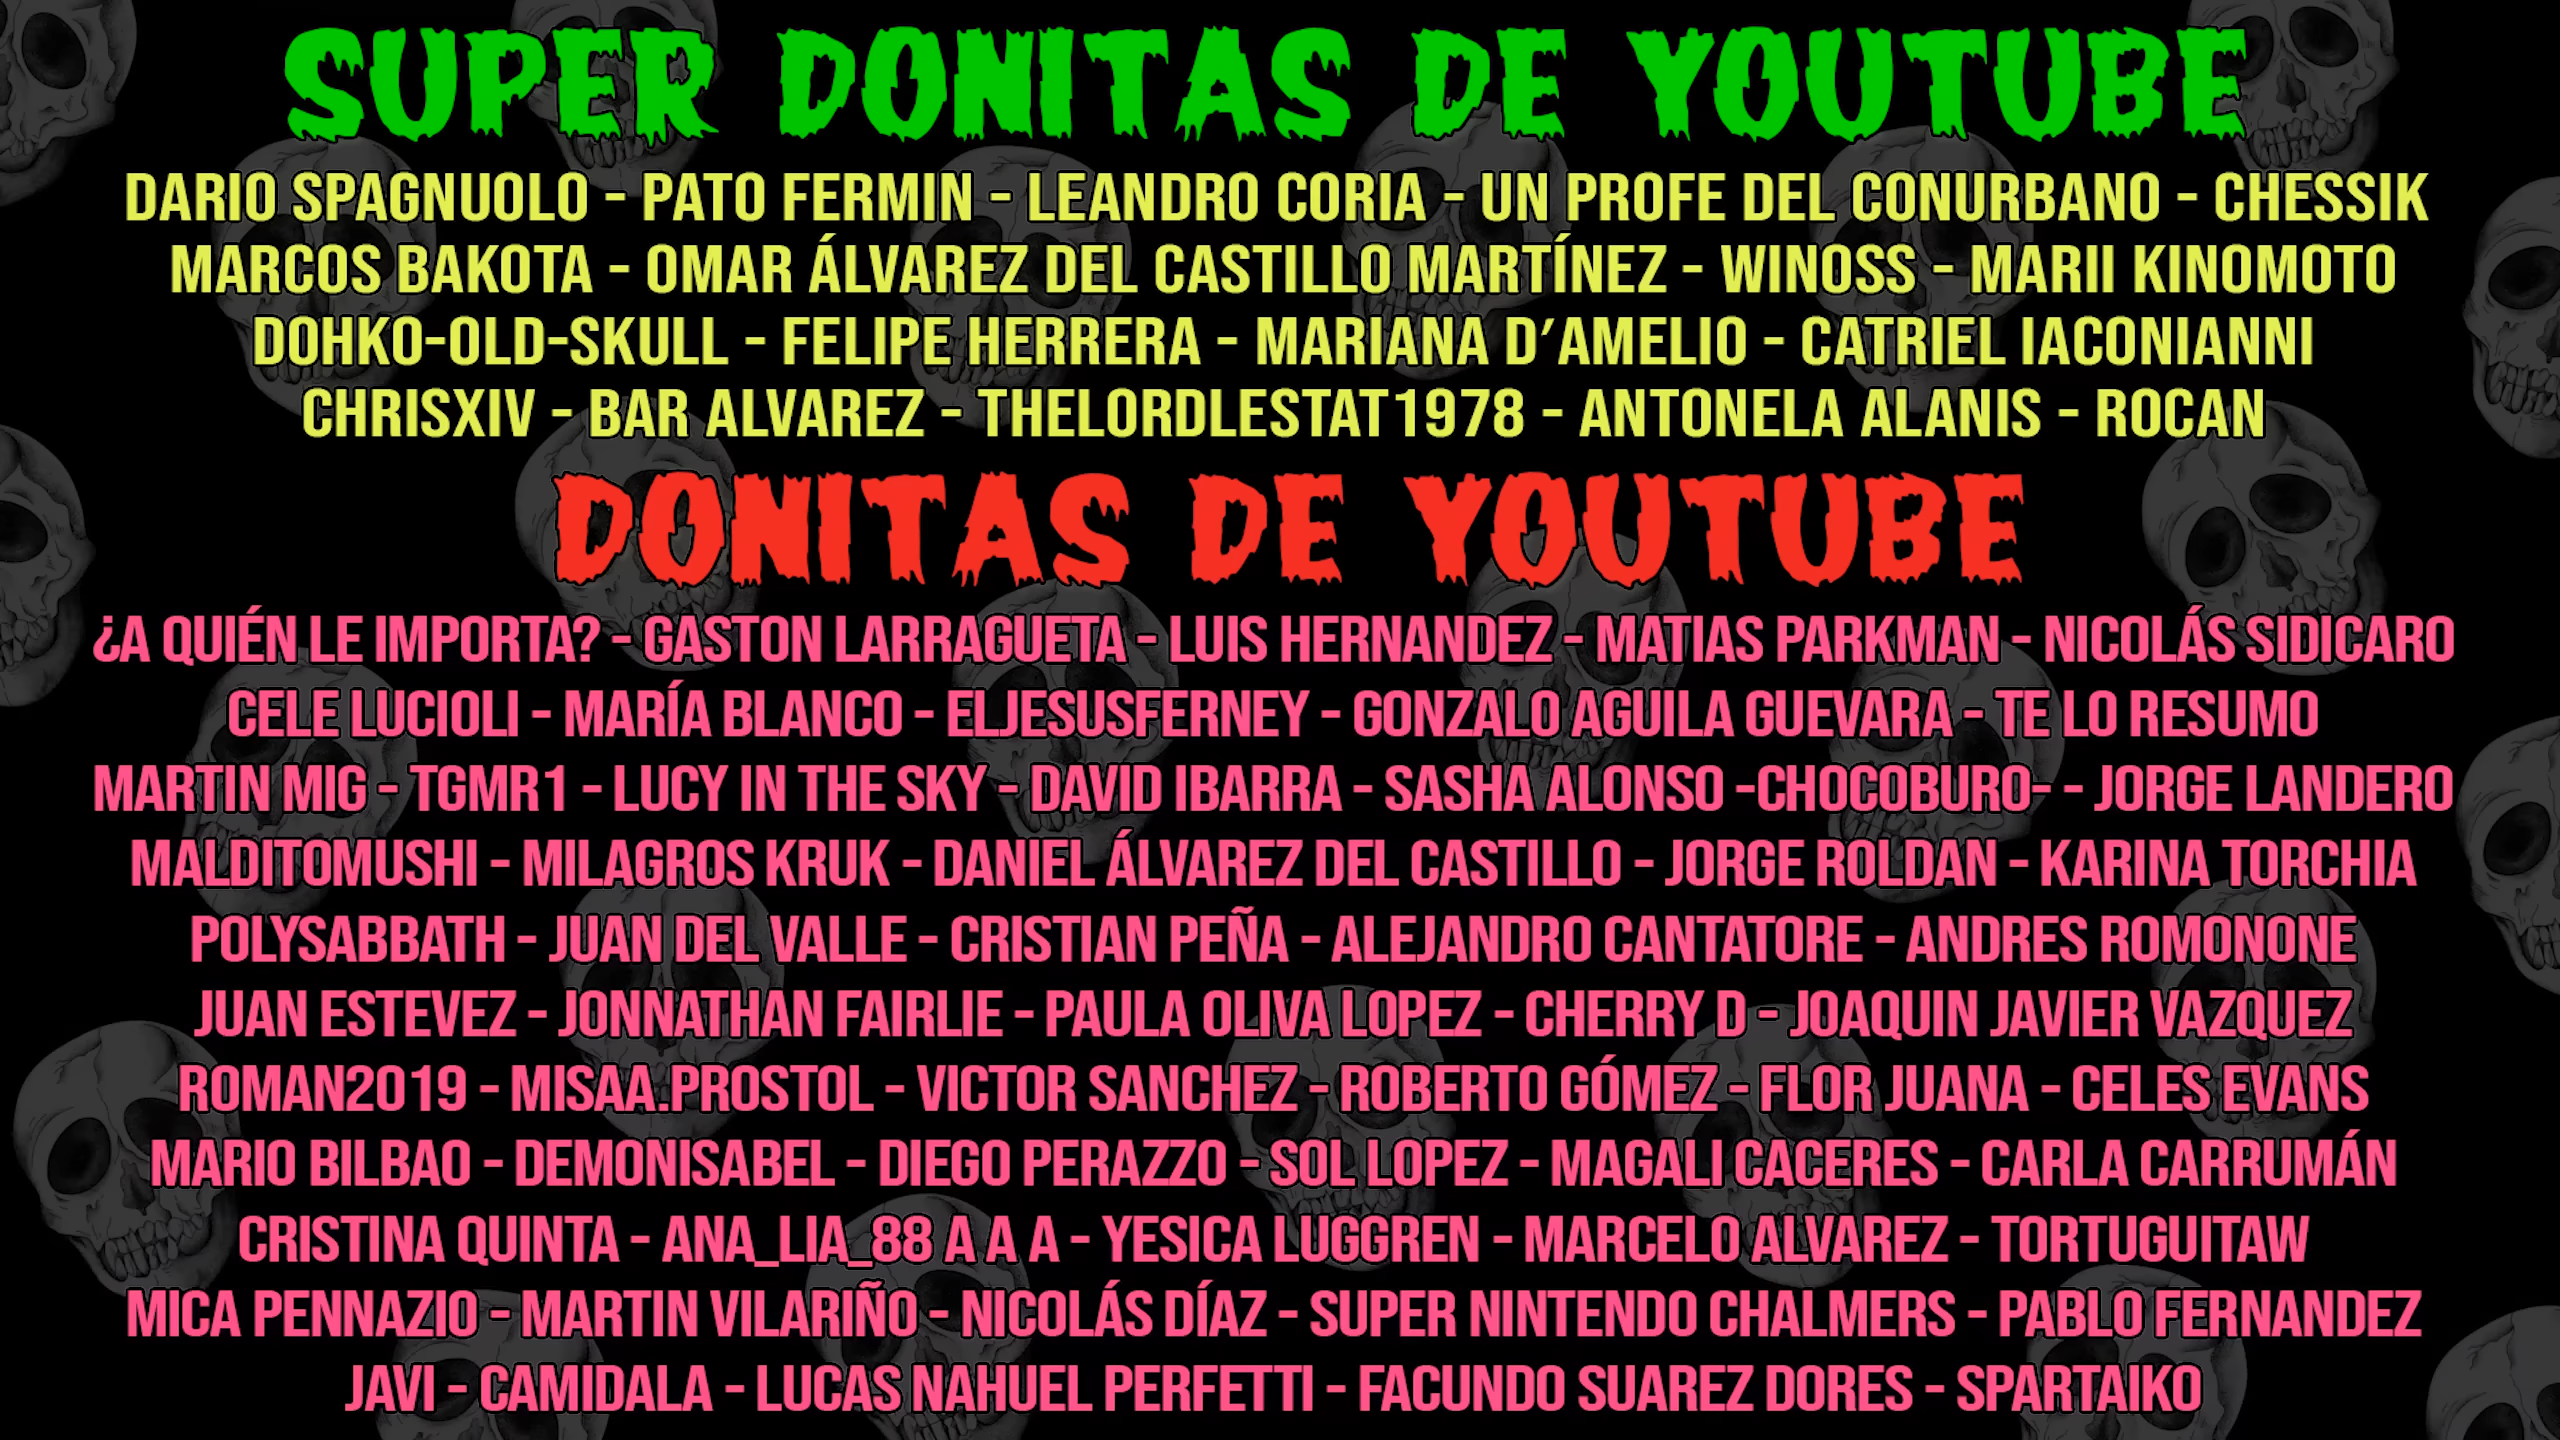 SUPER DONITAS DE YOUTUBE
DARIO SPAGNUOLO - PATO FERMIN - LEANDRO CORIA - UN PROFE DEL CONURBANO - CHESSIK
MARCOS BAKOTA - OMAR ÁLVAREZ DEL CASTILLO MARTÍNEZ - WINOSS - MARII KINOMOTO
DOHKO-OLD-SKULL - FELIPE HERRERA - MARIANA D'AMELIO - CATRIEL IACONIANNI
CHRISXIV - BAR ALVAREZ - THELORDLESTAT1978 - ANTONELA ALANIS - ROCAN
DONITAS DE YOUTUBE
¿A QUIÉN LE IMPORTA? - GASTON LARRAGUETA - LUIS HERNANDEZ - MATIAS PARKMAN - NICOLÁS SIDICARO
CELE LUCIOLI - MARÍA BLANCO - ELJESUSFERNEY - GONZALO AGUILA GUEVARA - TE LO RESUMO
MARTIN MIG - TGMR1 - LUCY IN THE SKY - DAVID IBARRA - SASHA ALONSO -CHOCOBURO- - JORGE LANDERO
MALDITOMUSHI - MILAGROS KRUK - DANIEL ÁLVAREZ DEL CASTILLO - JORGE ROLDAN - KARINA TORCHIA
POLYSABBATH - JUAN DEL VALLE - CRISTIAN PEÑA - ALEJANDRO CANTATORE - ANDRES ROMONONE
JUAN ESTEVEZ - JONNATHAN FAIRLIE - PAULA OLIVA LOPEZ - CHERRY D - JOAQUIN JAVIER VAZQUEZ
ROMAN2019 - MISAA.PROSTOL - VICTOR SANCHEZ - ROBERTO GÓMEZ - FLOR JUANA - CELES EVANS
MARIO BILBAO - DEMONISABEL - DIEGO PERAZZO - SOL LOPEZ - MAGALI CACERES - CARLA CARRUMÁN
CRISTINA QUINTA - ANA_LIA_88 A A A - YESICA LUGGREN - MARCELO ALVAREZ - TORTUGUITAW
MICA PENNAZIO - MARTIN VILARIÑO - NICOLÁS DÍAZ - SUPER NINTENDO CHALMERS - PABLO FERNANDEZ
JAVI - CAMIDALA - LUCAS NAHUEL PERFETTI - FACUNDO SUAREZ DORES - SPARTAIKO